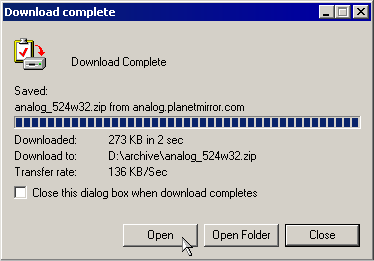 Download complete
Download Complete
Saved:
analog_524w32.zip from analog.planetmirror.com
Downloaded: 273 KB in 2 sec
Download to: D:\archive\analog_524w32.zip
Transfer rate: 136 KB/Sec
Close this dialog box when download completes
Open Open Folder Close